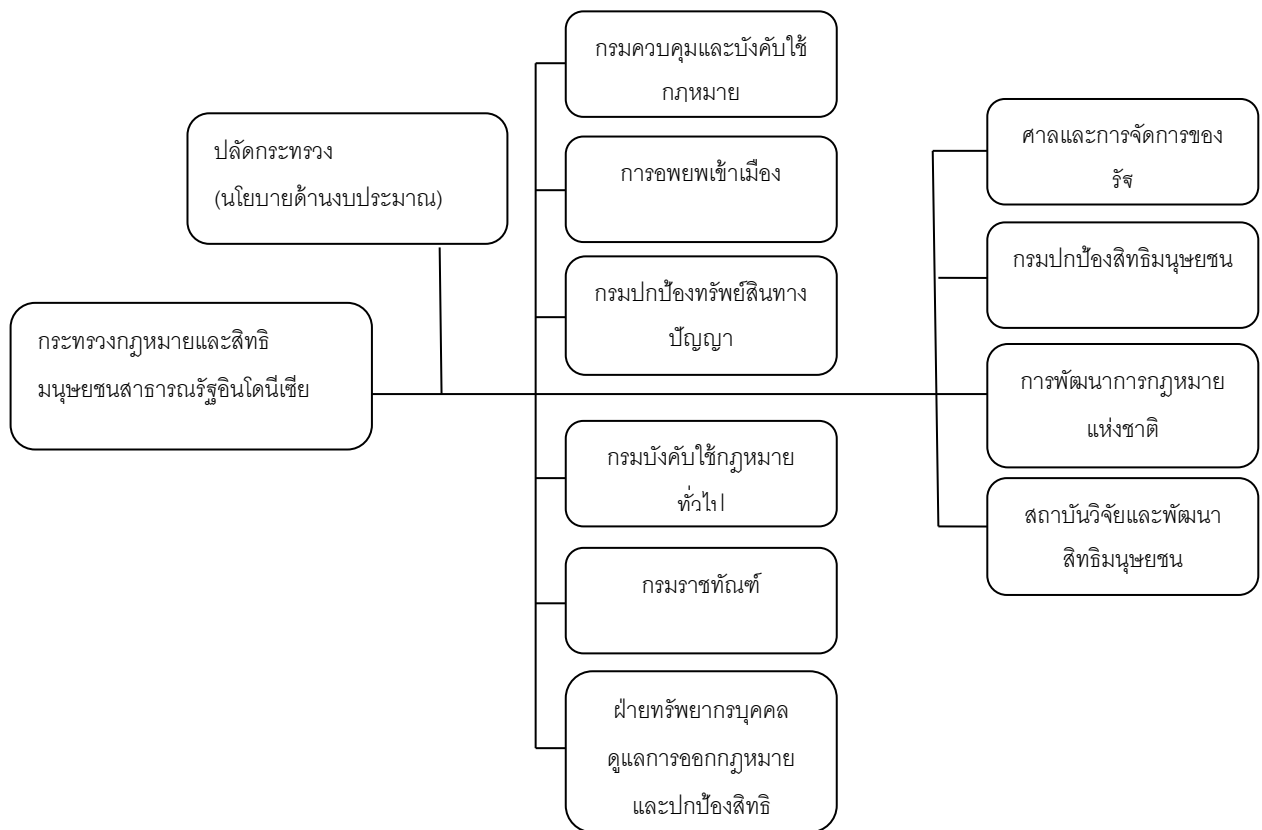 กระทรวงกฎหมายและสิทธิ
มนุษยชนสาธารณรัฐอินโดนีเซีย
ปลัดกระทรวง
(นโยบายด้านงบประมาณ)
กรมควบคุมและบังคับใช้
กฎหมาย
การอพยพเข้าเมือง
กรมปกป้องทรัพย์สินทาง
ปัญญา
กรมบังคับใช้กฎหมาย
ทั่วไป
กรมราชทัณฑ์
ฝ่ายทรัพยากรบุคคล
ดูแลการออกกฎหมาย
และปกป้องสิทธิ
ศาลและการจัดการของ
รัฐ
กรมปกป้องสิทธิมนุษยชน
การพัฒนาการกฎหมาย
แห่งชาติ
สถาบันวิจัยและพัฒนา
สิทธิมนุษยชน